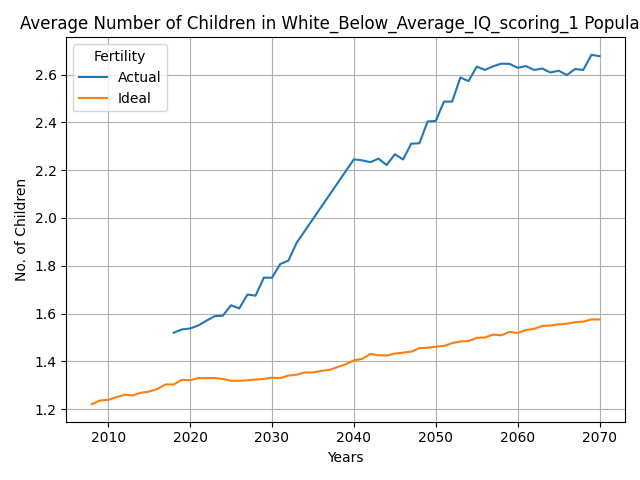 Average Number of Children in White_Below_Average_IQ_scoring_1 Popula
Fertility
Actual
Ideal
No. of Children
2.6
2.4
2.2
2.0
1.8
1.6
1.4
1.2
2010 2020 2030 2040 2050 2060 2070
Years